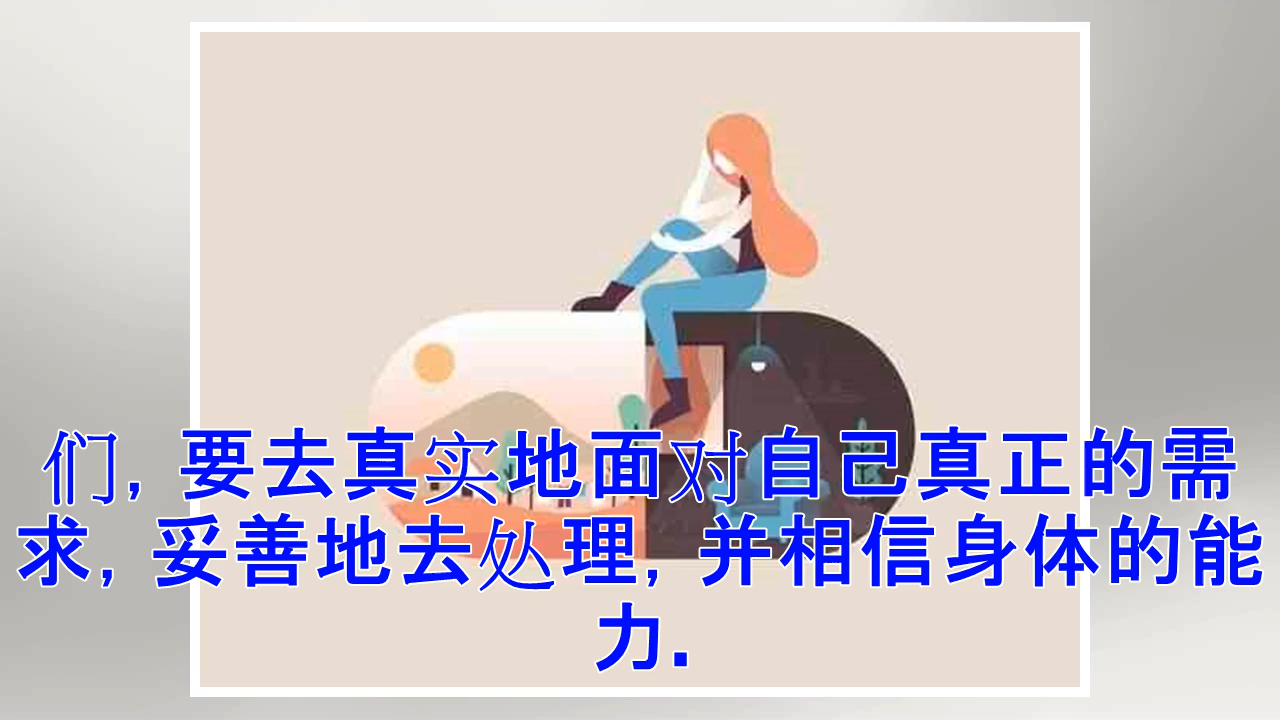 们, 要去真实地面对自己真正的需
求, 妥善地去处理, 并相信身体的能
力.